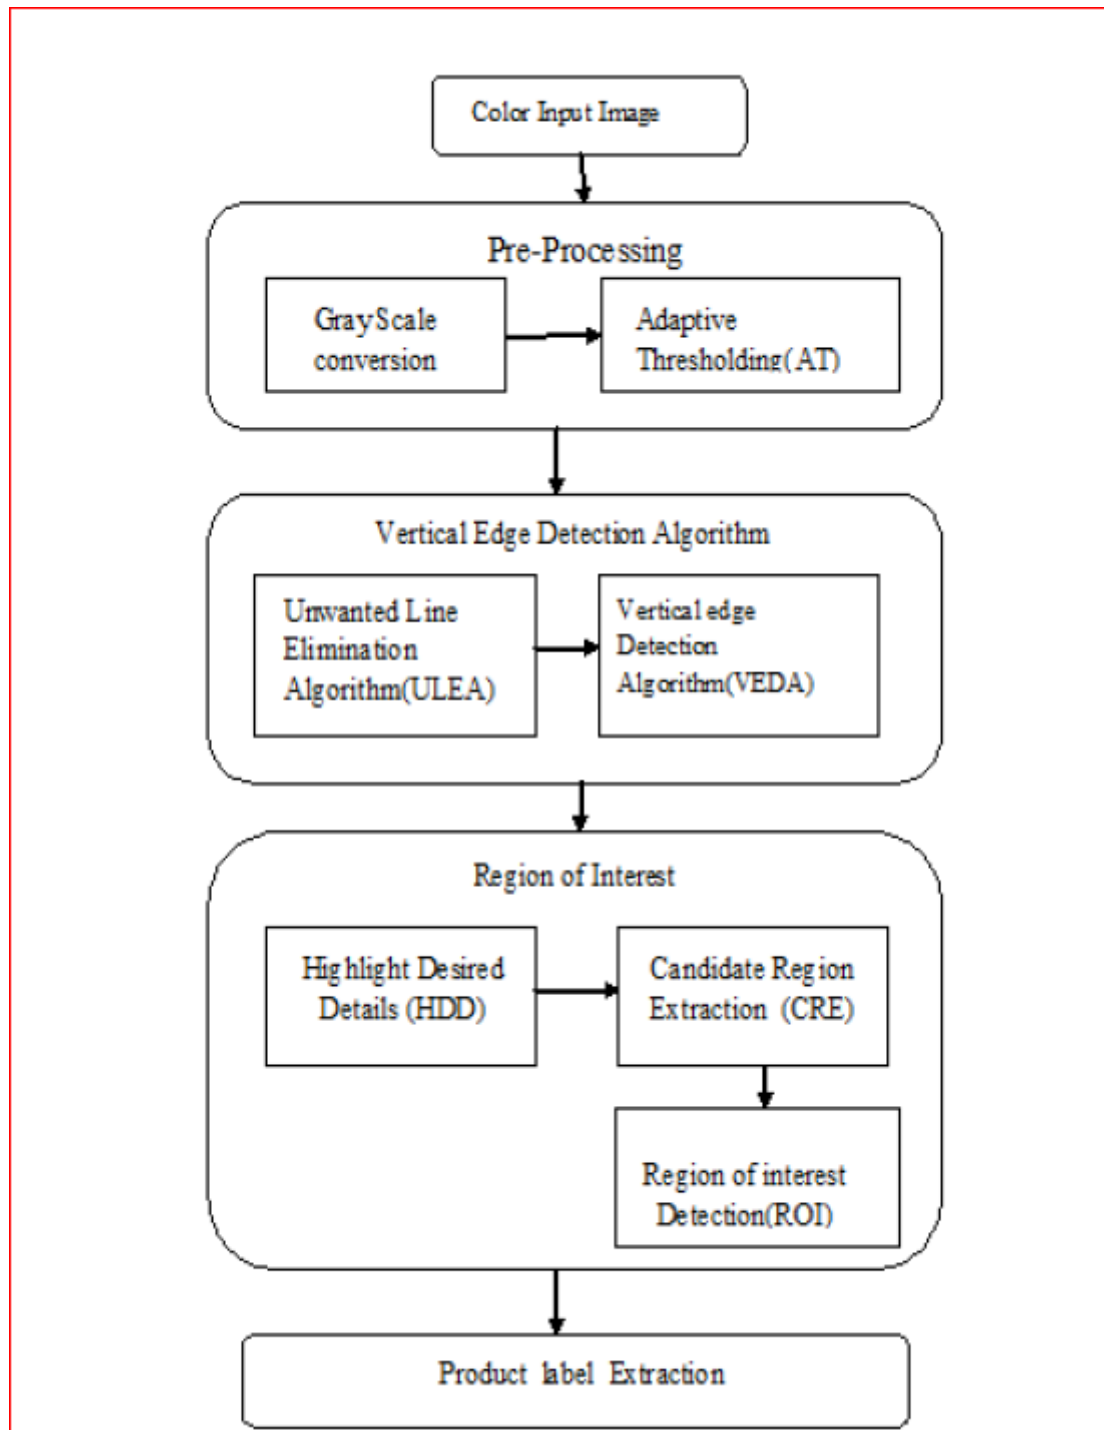 Color Input Image
Pre-Processing
GrayScale
conversion
Adaptive
Thresholding(AT)
Vertical Edge Detection Algorithm
Unwanted Line
Elimination
Algorithm(ULEA)
Vertical edge
Detection
Algorithm(VEDA)
Region of Interest
Highlight Desired
Details (HDD)
Candidate Region
Extraction (CRE)
Region of interest
Detection(ROI)
Product label Extraction